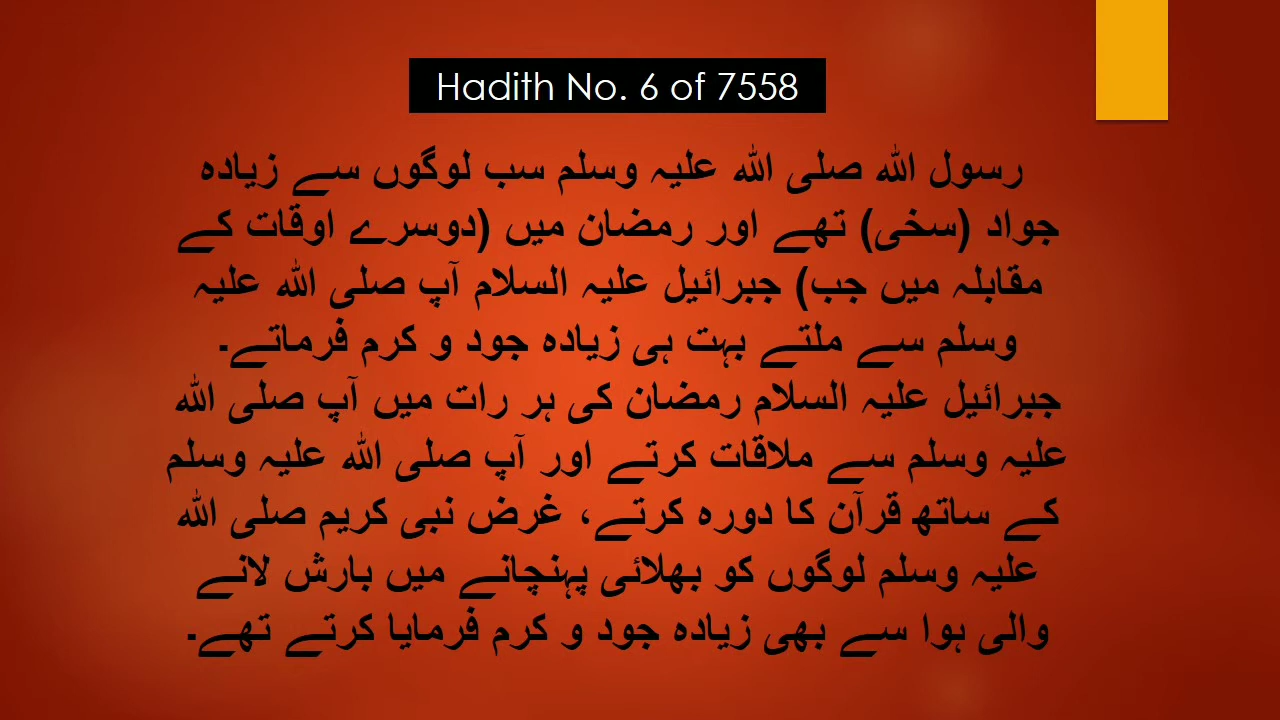 Hadith No. 6 of 7558
رسول اللہ صلی اللہ علیہ وسلم سب لوگوں سے زیادہ
جواد (سخی) تھے اور رمضان میں (دوسرے اوقات کے
مقابلہ میں جب) جبرائیل علیہ السلام آپ صلی اللہ علیہ
وسلم سے ملتے بہت ہی زیادہ جود و کرم فرماتے۔
جبرائیل علیہ السلام رمضان کی ہر رات میں آپ صلی اللہ
علیہ وسلم سے ملاقات کرتے اور آپ صلی اللہ علیہ وسلم
کے ساتھ قرآن کا دورہ کرتے، غرض نبی کریم صلی اللہ
علیہ وسلم لوگوں کو بھلائی پہنچانے میں بارش لانے
والی ہوا سے بھی زیادہ جود و کرم فرمایا کرتے تھے۔